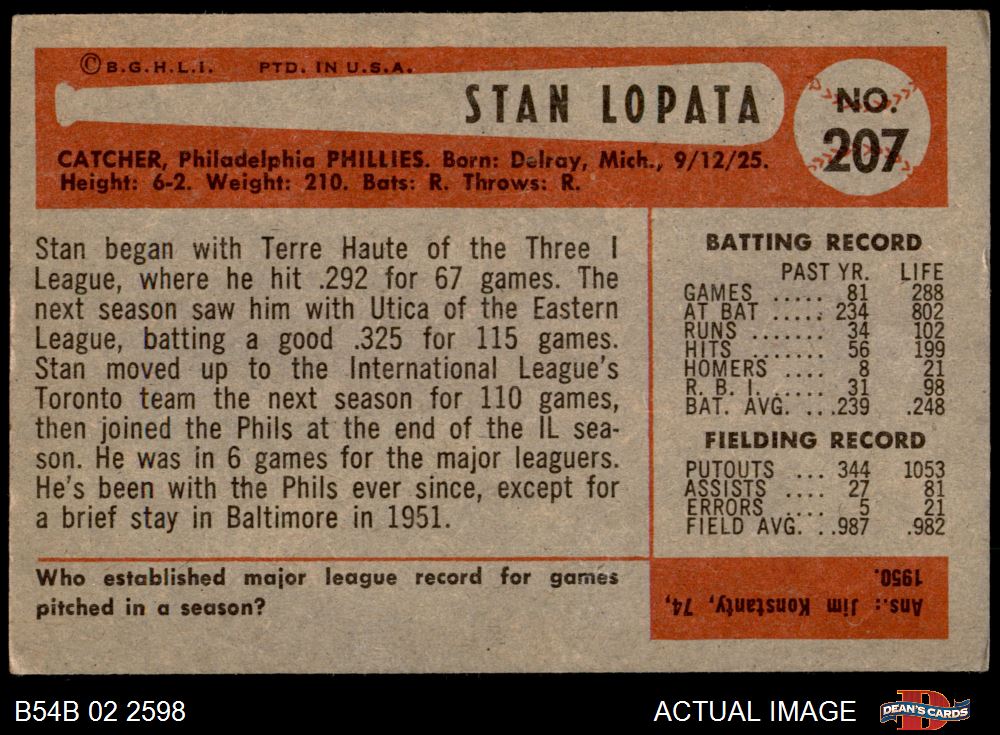 © B.G.H.L.I. PTD. IN U.S.A.
STAN LOPATA
NO.
207
CATCHER, Philadelphia PHILLIES. Born: Delray, Mich., 9/12/25.
Height: 6-2. Weight: 210. Bats: R. Throws: R.
Stan began with Terre Haute of the Three I
League, where he hit .292 for 67 games. The
next season saw him with Utica of the Eastern
League, batting a good .325 for 115 games.
Stan moved up to the International League's
Toronto team the next season for 110 games,
then joined the Phils at the end of the IL sea-
son. He was in 6 games for the major leaguers.
He's been with the Phils ever since, except for
a brief stay in Baltimore in 1951.
BATTING RECORD
PAST YR. LIFE
GAMES ..... 81 288
AT BAT ..... 234 802
RUNS ....... 34 102
HITS ....... 56 199
HOMERS .... 8 21
R. B. I. .... 31 98
BAT. AVG. ...239 .248
FIELDING RECORD
PUTOUTS ... 344 1053
ASSISTS .... 27 81
ERRORS .... 5 21
FIELD AVG. ..987 .982
Who established major league record for games
pitched in a season?
Ans.: Jim Konstanty, 74,
1950.
B54B 02 2598
ACTUAL IMAGE
D
DEAN'S CARDS